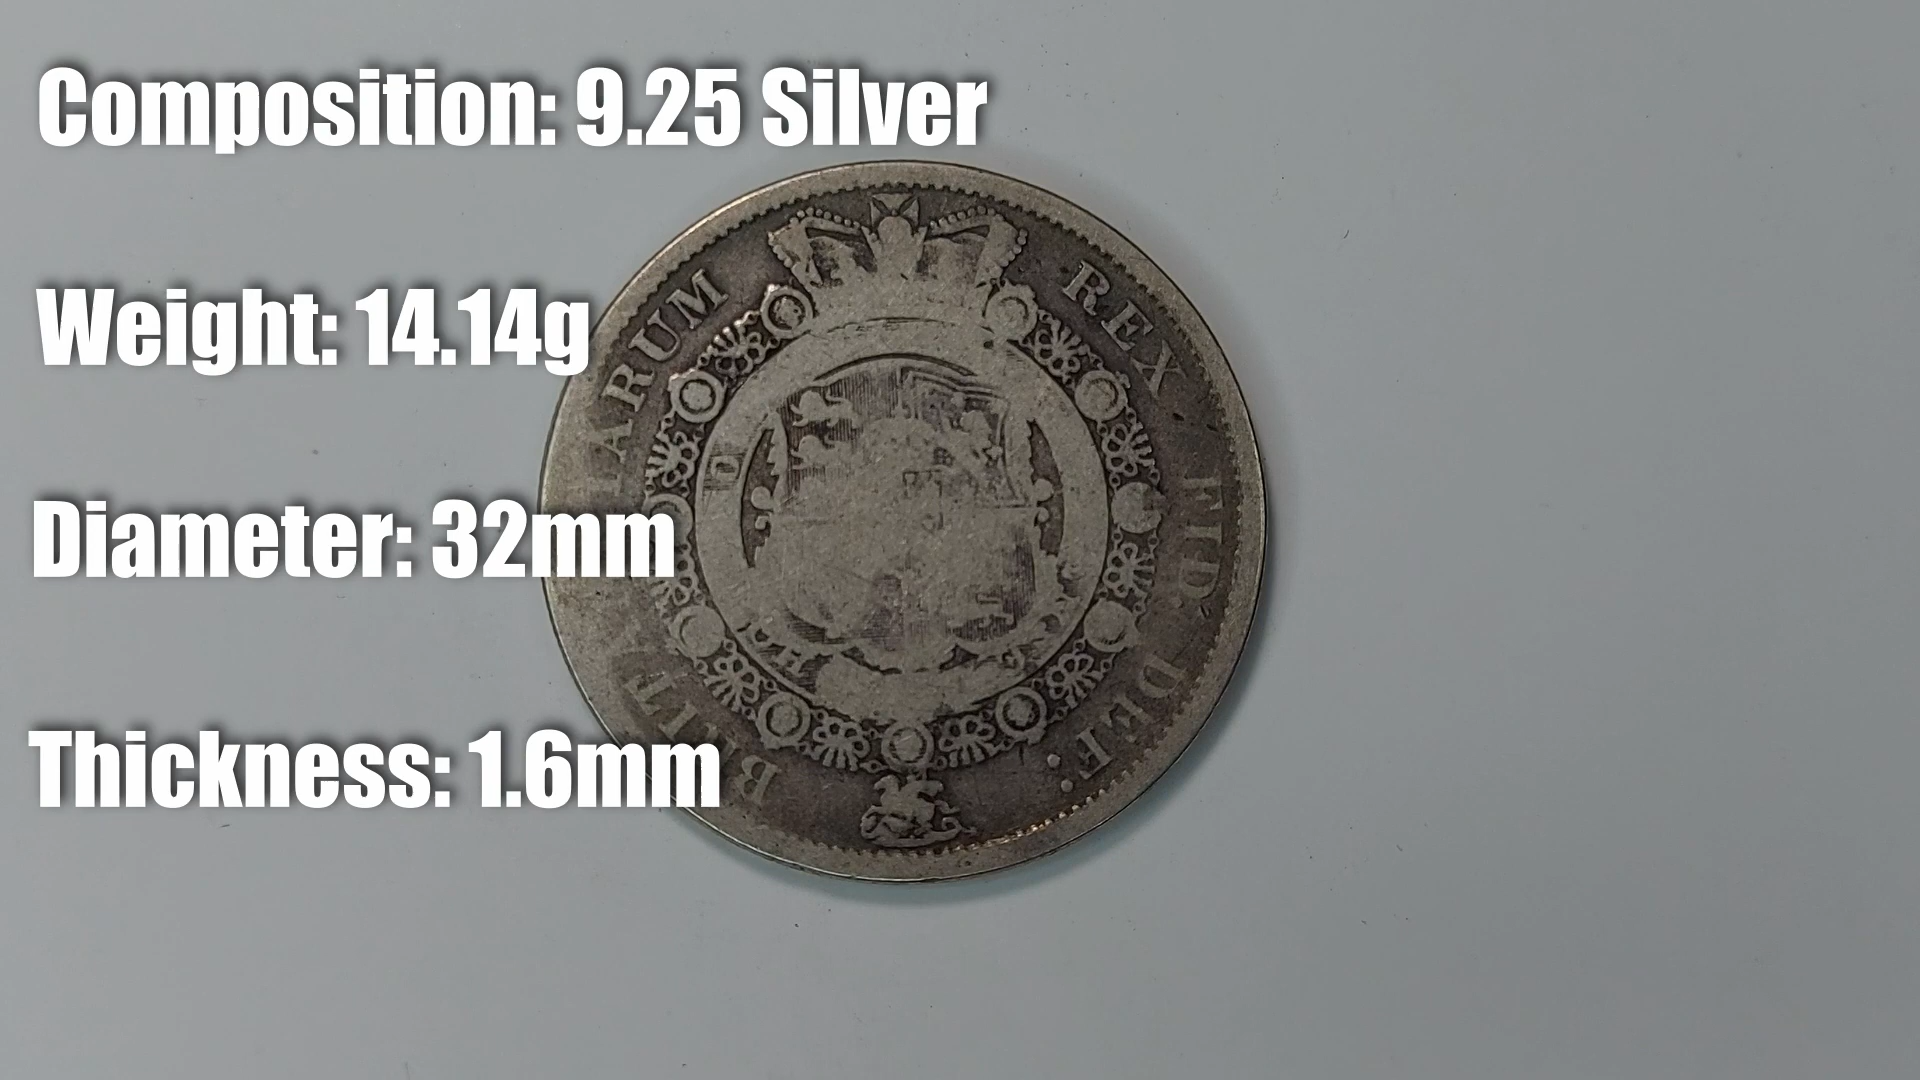 Composition: 9.25 Silver
Weight: 14.14g
Diameter: 32mm
Thickness: 1.6mm
ARUM REX FID: DEF: